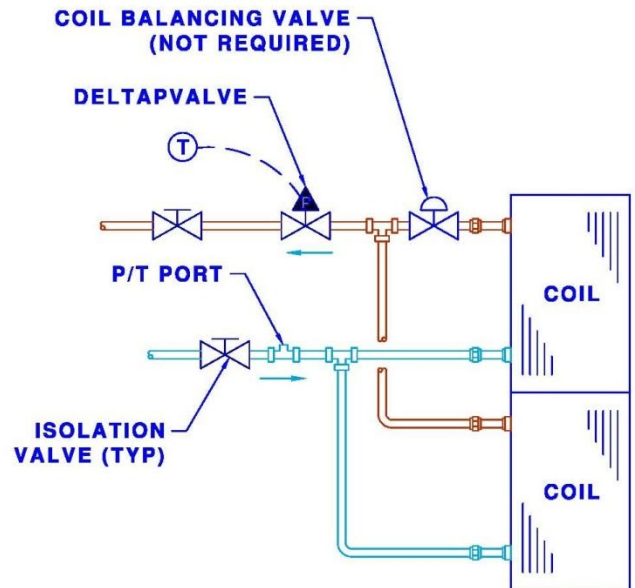 COIL BALANCING VALVE
(NOT REQUIRED)
DELTAPVALVE
T
P
P/T PORT
COIL
ISOLATION
VALVE (TYP)
COIL